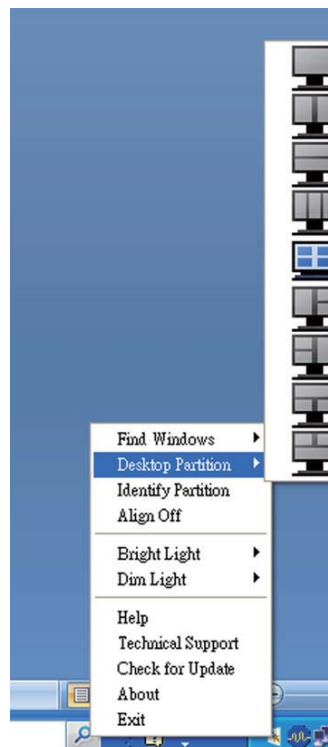 Find Windows
Desktop Partition
Identify Partition
Align Off
Bright Light
Dim Light
Help
Technical Support
Check for Update
About
Exit